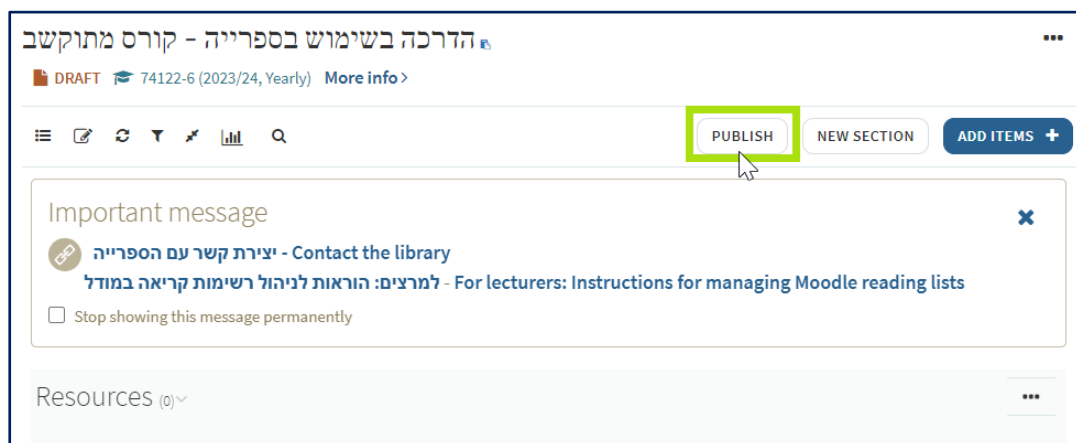 הדרכה בשימוש בספרייה - קורס מתוקשב
DRAFT 74122-6 (2023/24, Yearly) More info >
PUBLISH NEW SECTION ADD ITEMS +
Important message
יצירת קשר עם הספרייה - Contact the library
למרצים: הוראות לניהול רשימות קריאה במודל - For lecturers: Instructions for managing Moodle reading lists
Stop showing this message permanently
Resources (0)